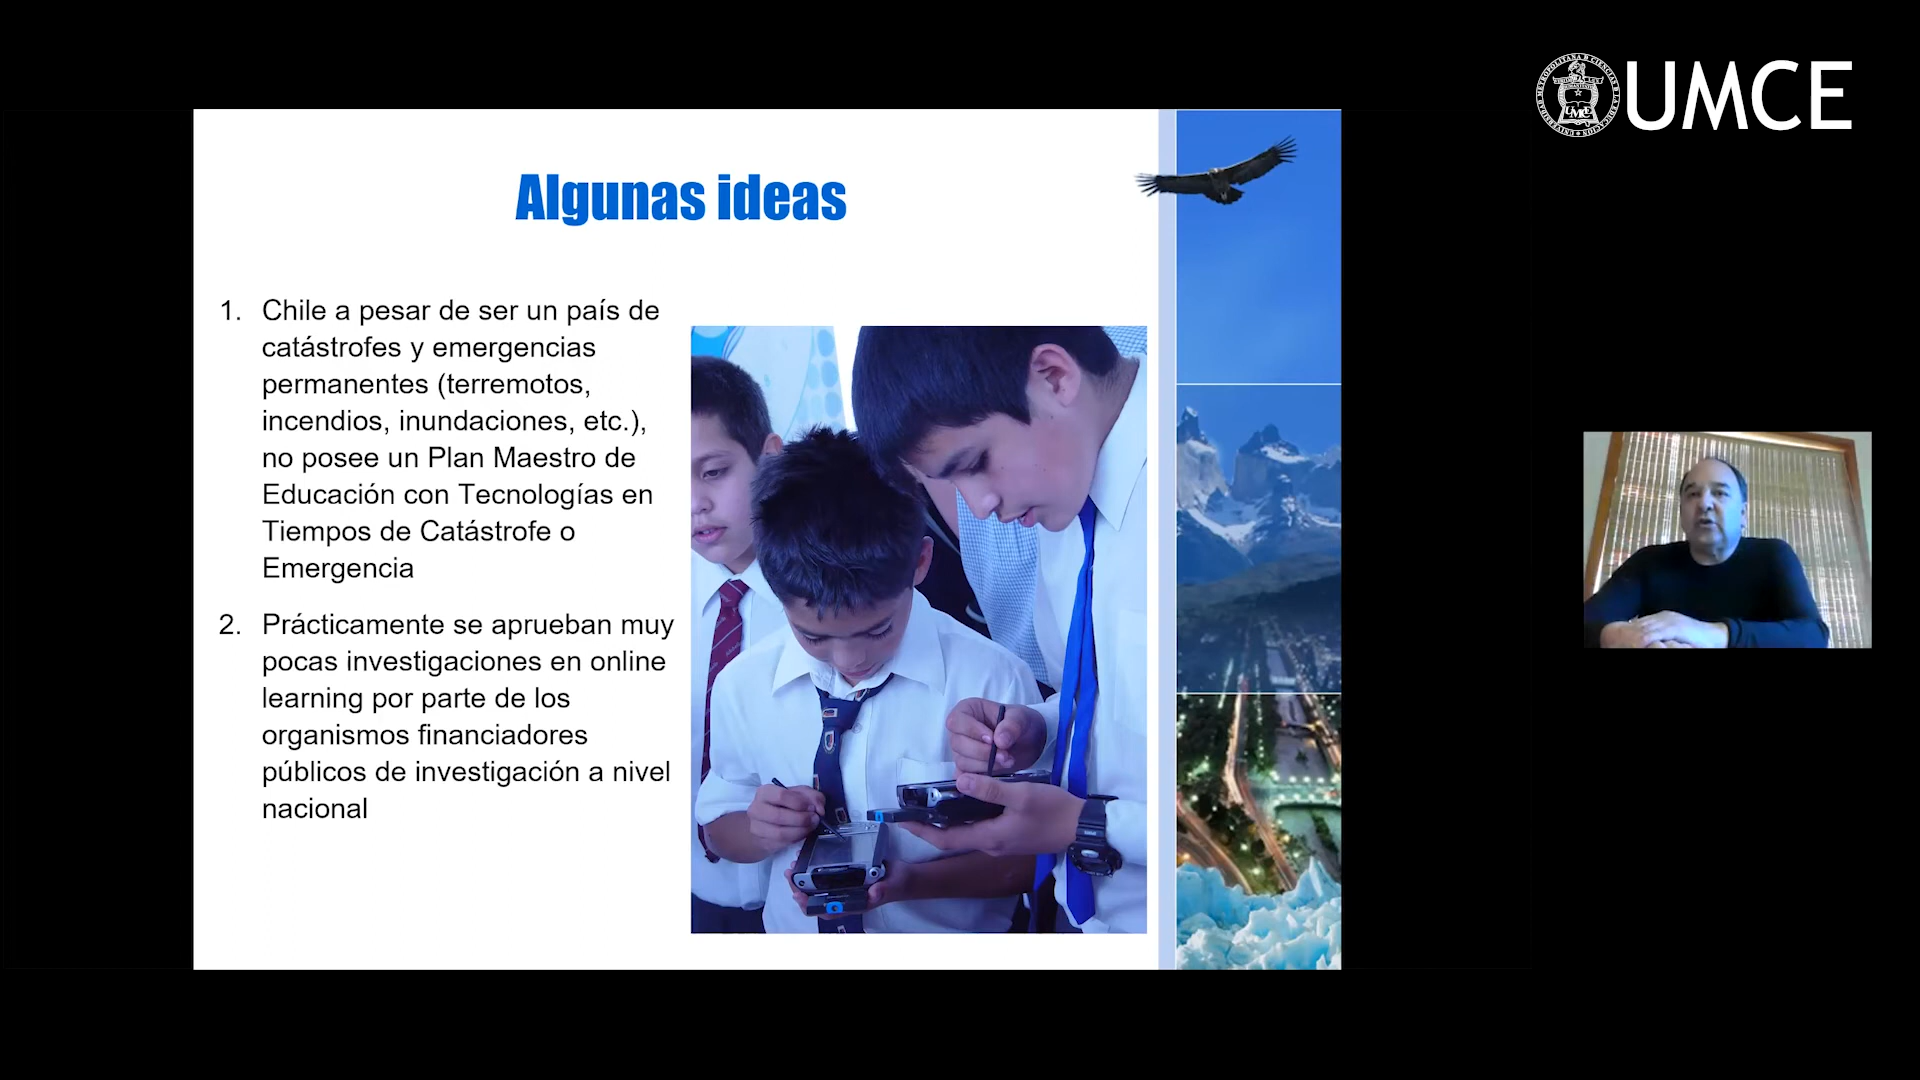 UMCE
Algunas ideas
1. Chile a pesar de ser un país de
catástrofes y emergencias
permanentes (terremotos,
incendios, inundaciones, etc.),
no posee un Plan Maestro de
Educación con Tecnologías en
Tiempos de Catástrofe o
Emergencia
2. Prácticamente se aprueban muy
pocas investigaciones en online
learning por parte de los
organismos financiadores
públicos de investigación a nivel
nacional